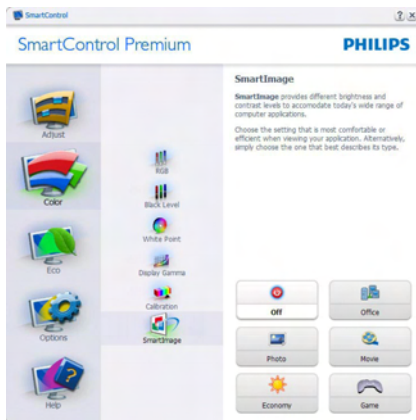 SmartControl
SmartControl Premium
PHILIPS
Adjust
Color
Eco
Options
Help
RGB
Black Level
White Point
Display Gamma
Calibration
SmartImage
SmartImage
SmartImage provides different brightness and
contrast levels to accomodate today's wide range of
computer applications.
Choose the setting that is most comfortable or
efficient when viewing your application. Alternatively,
simply choose the one that best describes its type.
Off
Office
Photo
Movie
Economy
Game